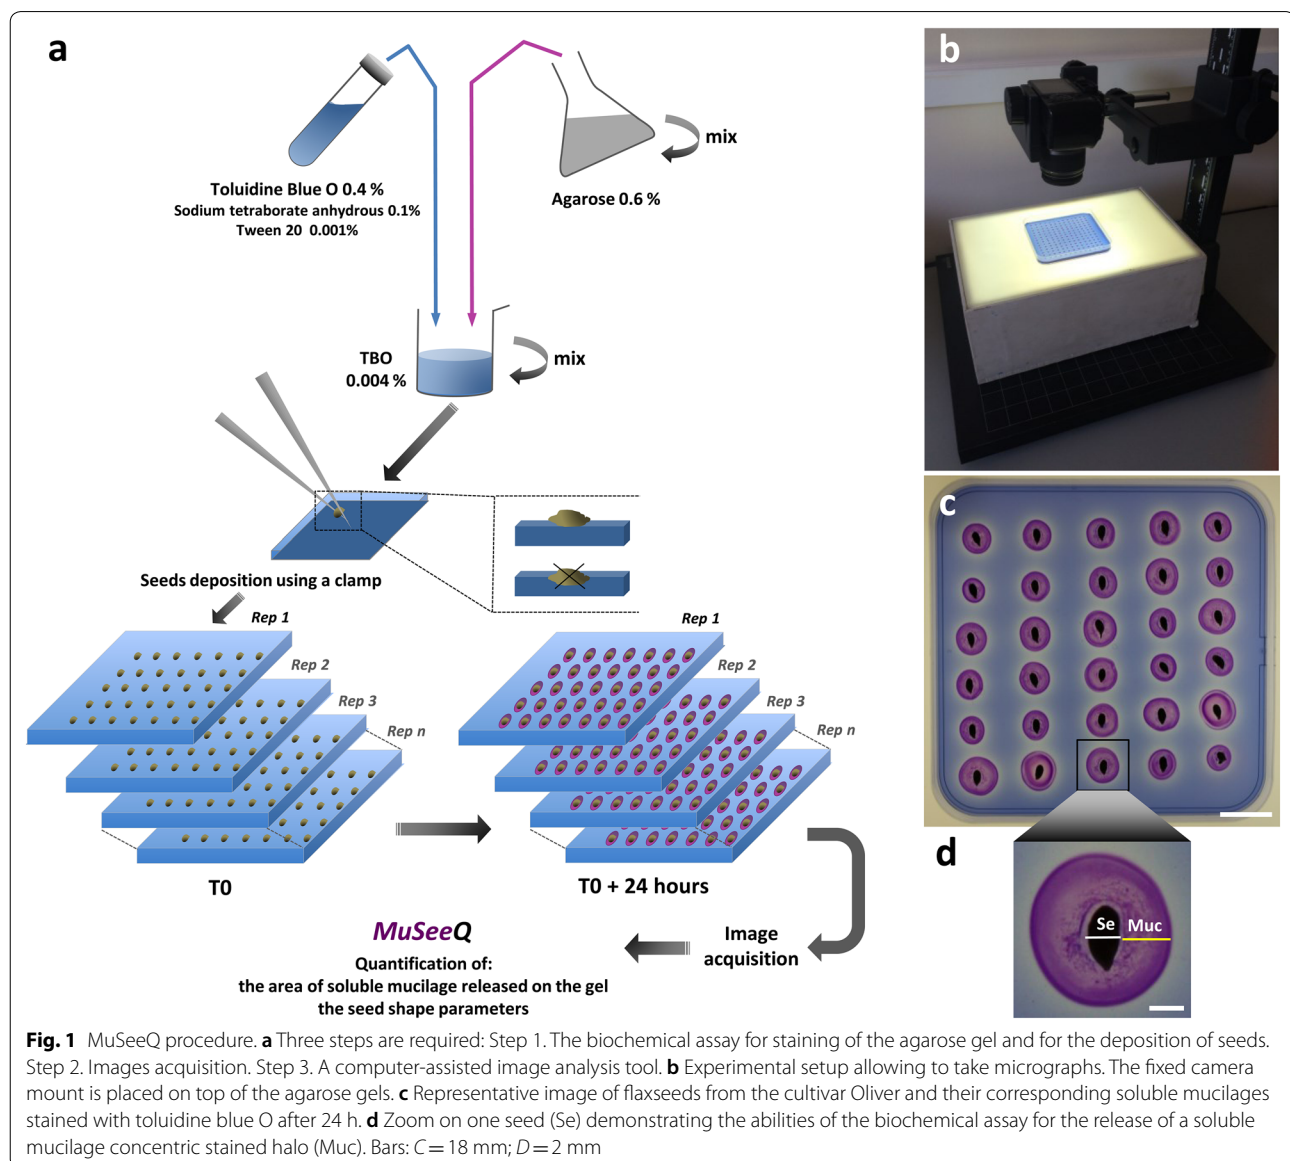 a
Toluidine Blue O 0.4 %
Sodium tetraborate anhydrous 0.1%
Tween 20 0.001%
mix
Agarose 0.6 %
TBO
0.004 %
mix
Seeds deposition using a clamp
Rep 1
Rep 2
Rep 3
Rep n
T0
Rep 1
Rep 2
Rep 3
Rep n
T0 + 24 hours
Image
acquisition
MuSeeQ
Quantification of:
the area of soluble mucilage released on the gel
the seed shape parameters
b
c
d
Se
Muc
Fig. 1 MuSeeQ procedure. a Three steps are required: Step 1. The biochemical assay for staining of the agarose gel and for the deposition of seeds.
Step 2. Images acquisition. Step 3. A computer-assisted image analysis tool. b Experimental setup allowing to take micrographs. The fixed camera
mount is placed on top of the agarose gels. c Representative image of flaxseeds from the cultivar Oliver and their corresponding soluble mucilages
stained with toluidine blue O after 24 h. d Zoom on one seed (Se) demonstrating the abilities of the biochemical assay for the release of a soluble
mucilage concentric stained halo (Muc). Bars: C = 18 mm; D = 2 mm